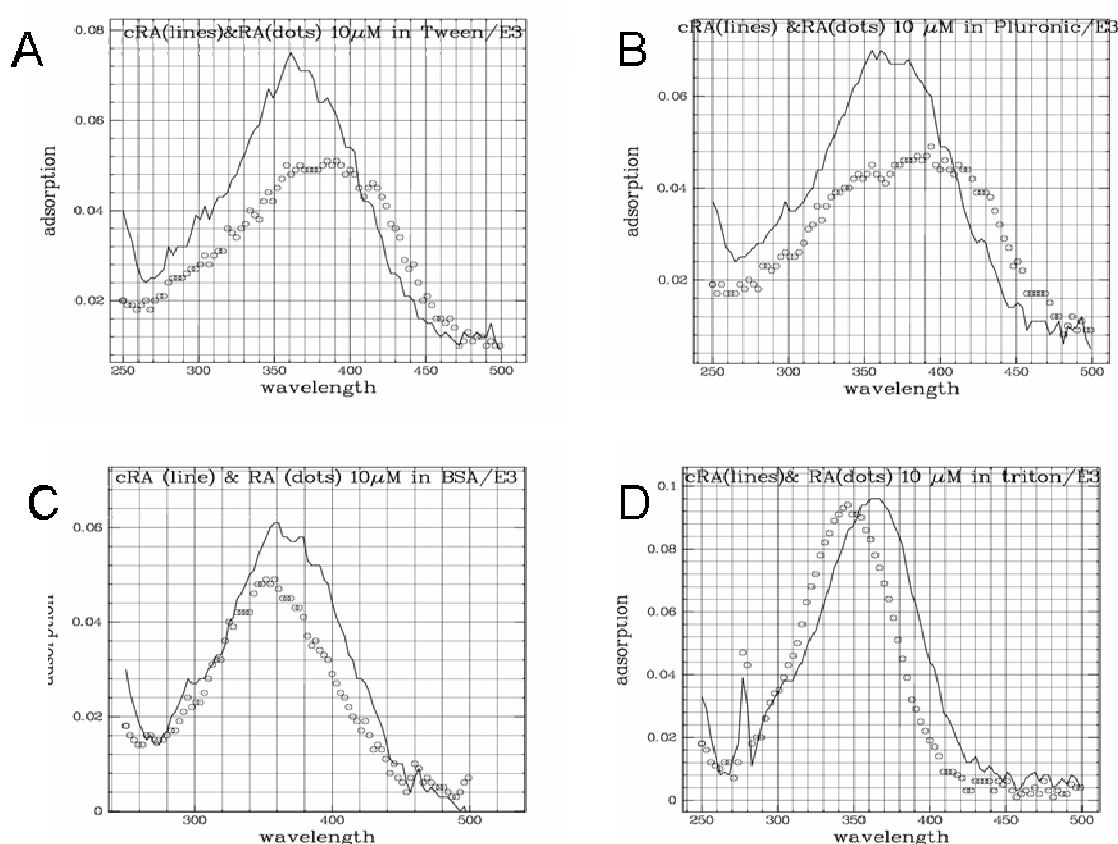 A
cRA(lines)&RA(dots) 10μM in Tween/E3
0.08
0.06
0.04
0.02
adsorption
250 300 350 400 450 500
wavelength
B
cRA(lines) &RA(dots) 10 μM in Pluronic/E3
0.06
0.04
0.02
adsorption
250 300 350 400 450 500
wavelength
C
cRA (line) & RA (dots) 10μM in BSA/E3
0.06
0.04
0.02
0
adsorption
300 400 500
wavelength
D
cRA(lines)& RA(dots) 10 μM in triton/E3
0.1
0.08
0.06
0.04
0.02
0
adsorption
250 300 350 400 450 500
wavelength